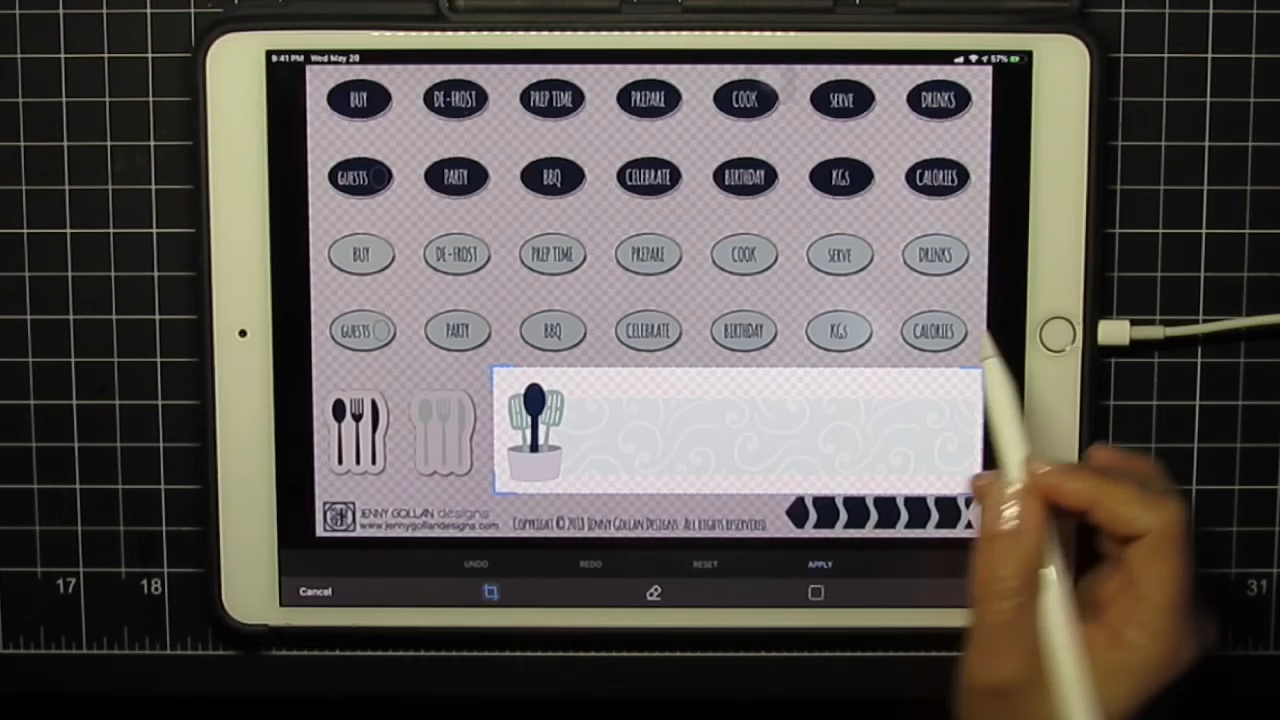 9:41 PM Wed May 20 57%
BUY DE-FROST PREP TIME PREPARE COOK SERVE DRINKS
GUESTS PARTY BBQ CELEBRATE BIRTHDAY KGs CALORIES
BUY DE-FROST PREP TIME PREPARE COOK SERVE DRINKS
GUESTS PARTY BBQ CELEBRATE BIRTHDAY KGs CALORIES
JENNY GOLLAN designs
www.jennygollandesigns.com COPYRIGHT © 2018 JENNY GOLLAN DESIGNS. ALL RIGHTS RESERVED.
UNDO REDO RESET APPLY
Cancel
17 18 31